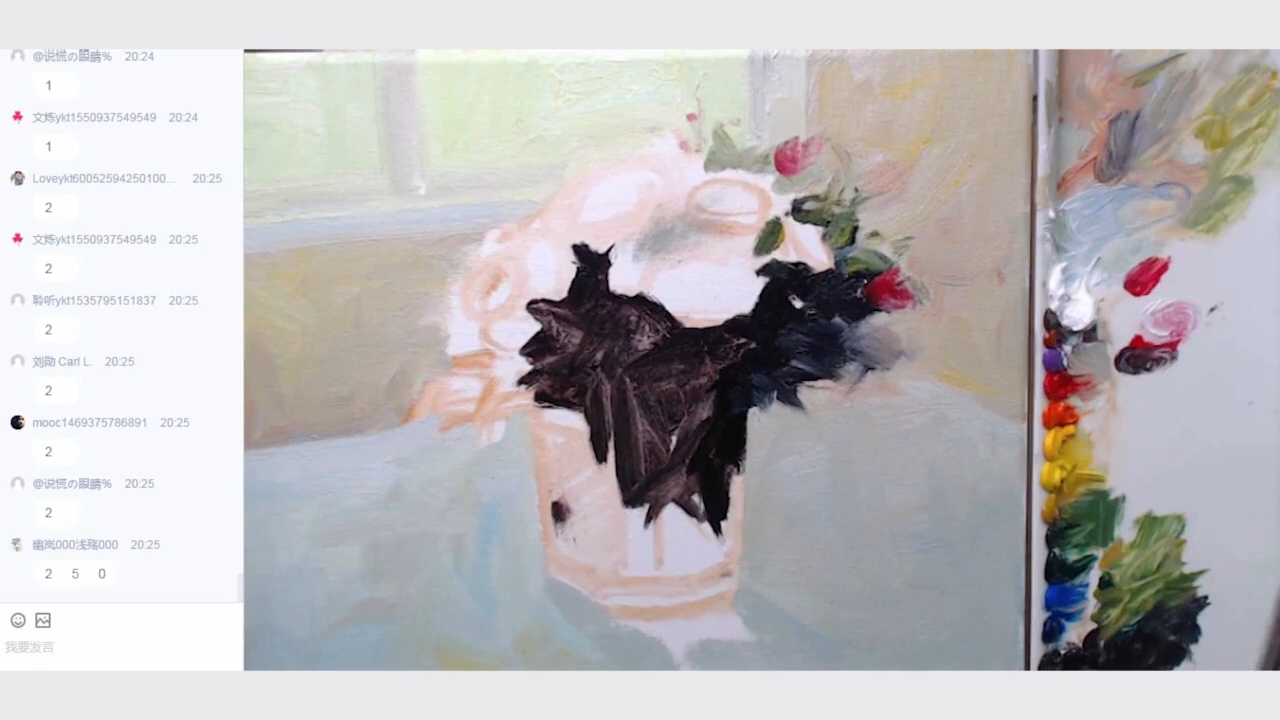 @说慌の眼睛% 20:24
1
文烁ykt1550937549549 20:24
1
Loveykt60052594250100... 20:25
2
文烁ykt1550937549549 20:25
2
聆听ykt1535795151837 20:25
2
刘勋 Carl L. 20:25
2
mooc1469375786891 20:25
2
@说慌の眼睛% 20:25
2
幽岚000浅殇000 20:25
2 5 0
我要发言